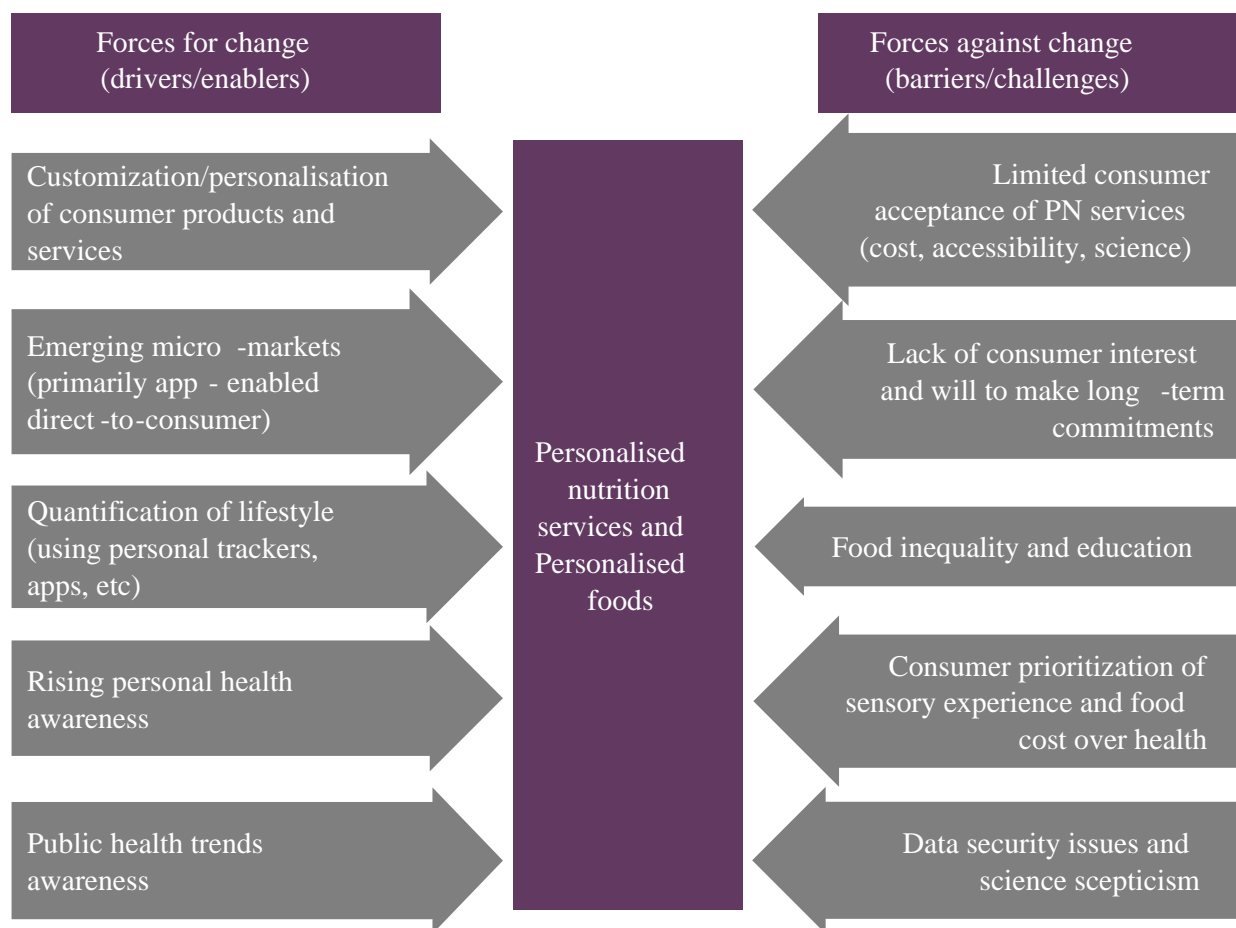 Forces for change
(drivers/enablers)
Forces against change
(barriers/challenges)
Customization/personalisation
of consumer products and
services
Emerging micro -markets
(primarily app - enabled
direct -to-consumer)
Quantification of lifestyle
(using personal trackers,
apps, etc)
Rising personal health
awareness
Public health trends
awareness
Personalised
nutrition
services and
Personalised
foods
Limited consumer
acceptance of PN services
(cost, accessibility, science)
Lack of consumer interest
and will to make long -term
commitments
Food inequality and education
Consumer prioritization of
sensory experience and food
cost over health
Data security issues and
science scepticism